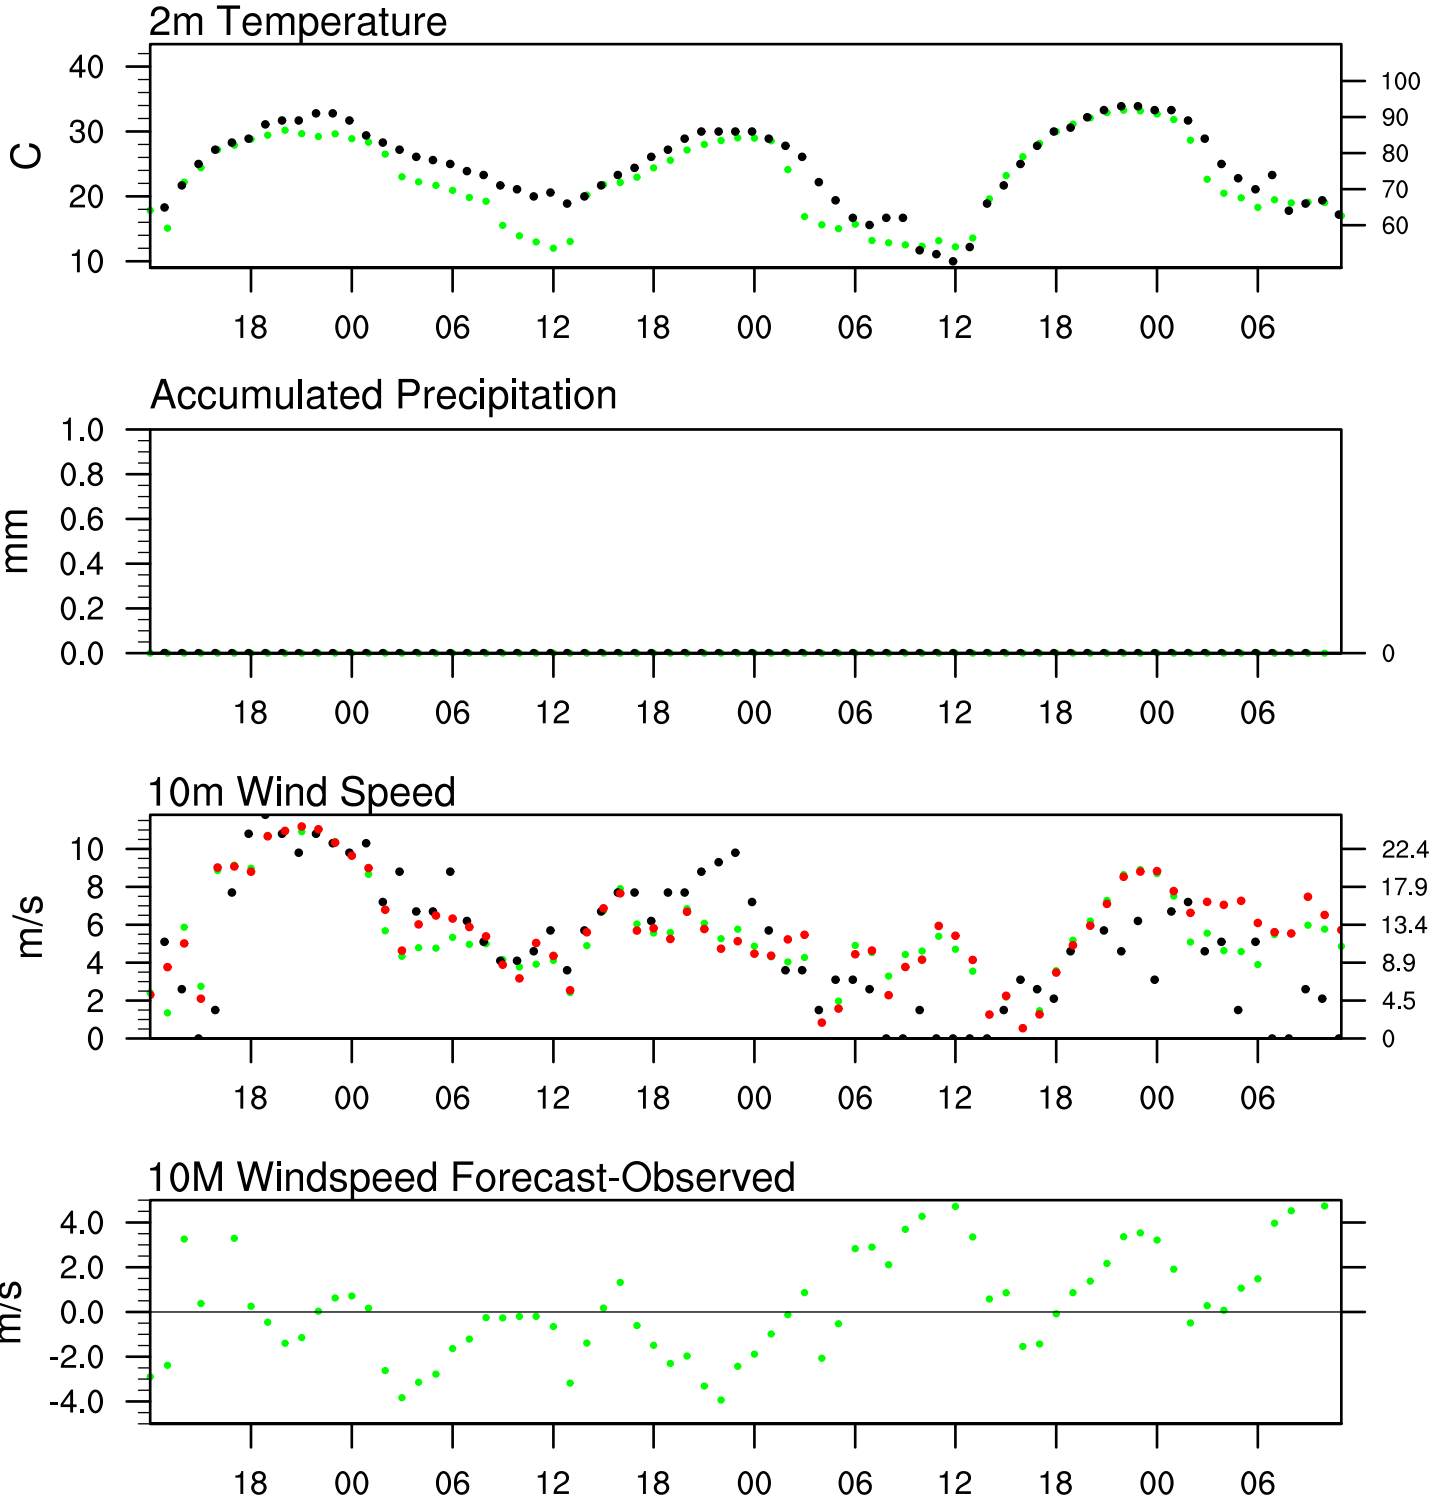 2m Temperature
40
30
20
10
C
100
90
80
70
60
18 00 06 12 18 00 06 12 18 00 06
Accumulated Precipitation
1.0
0.8
0.6
0.4
0.2
0.0
mm
0
18 00 06 12 18 00 06 12 18 00 06
10m Wind Speed
10
8
6
4
2
0
m/s
22.4
17.9
13.4
8.9
4.5
0
18 00 06 12 18 00 06 12 18 00 06
10M Windspeed Forecast-Observed
4.0
2.0
0.0
-2.0
-4.0
m/s
18 00 06 12 18 00 06 12 18 00 06